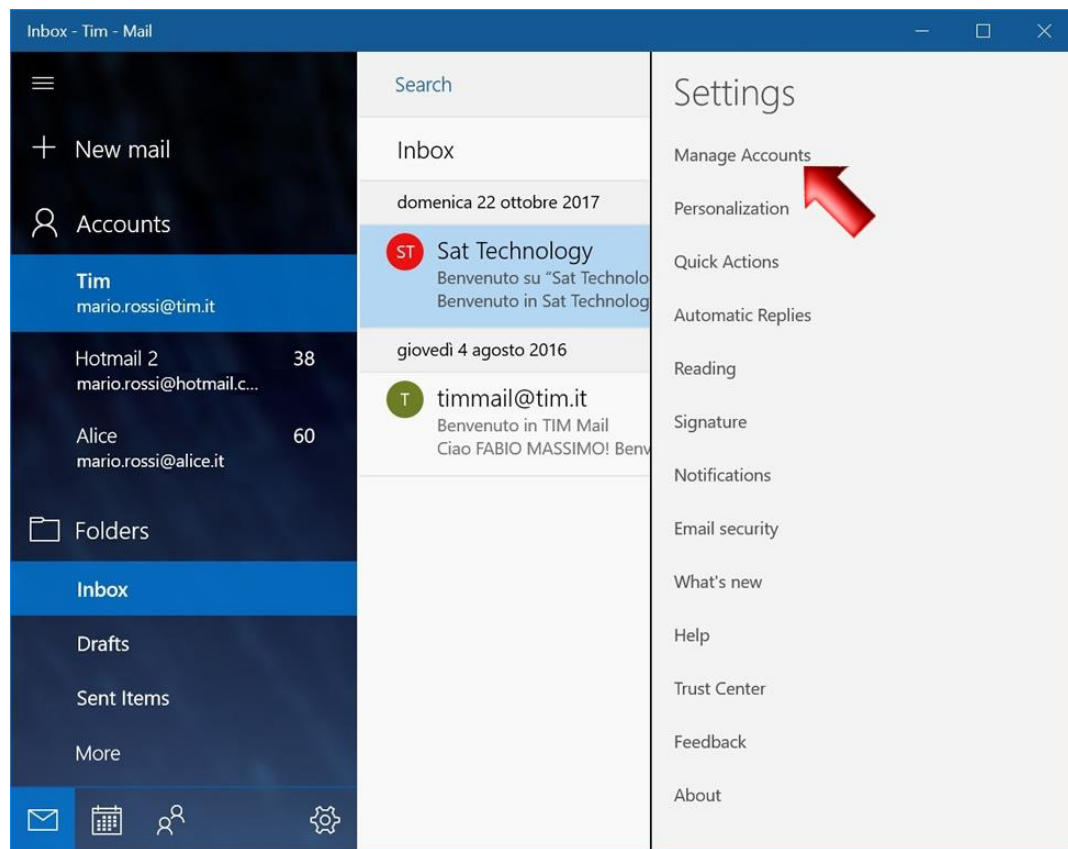 Inbox - Tim - Mail
New mail
Accounts
Tim
mario.rossi@tim.it
Hotmail 2 38
mario.rossi@hotmail.c...
Alice 60
mario.rossi@alice.it
Folders
Inbox
Drafts
Sent Items
More
Search
Inbox
domenica 22 ottobre 2017
ST Sat Technology
Benvenuto su "Sat Technolo
Benvenuto in Sat Technolog
giovedì 4 agosto 2016
T timmail@tim.it
Benvenuto in TIM Mail
Ciao FABIO MASSIMO! Benv
Settings
Manage Accounts
Personalization
Quick Actions
Automatic Replies
Reading
Signature
Notifications
Email security
What's new
Help
Trust Center
Feedback
About